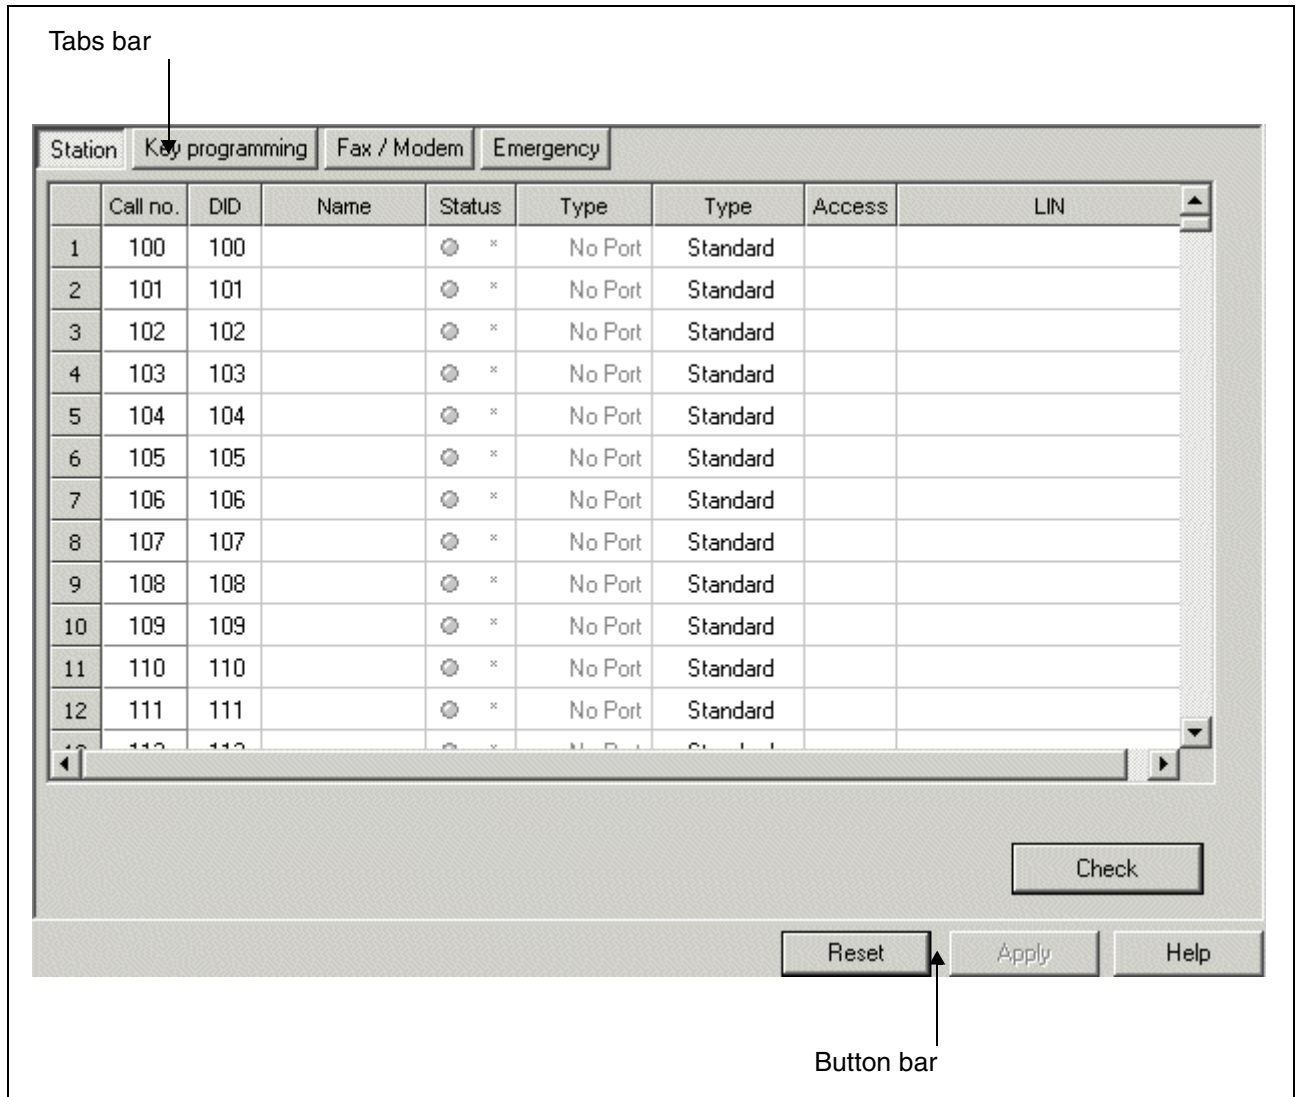 Tabs bar
Station Key programming Fax / Modem Emergency
Call no. DID Name Status Type Type Access LIN
1 100 100 * No Port Standard
2 101 101 * No Port Standard
3 102 102 * No Port Standard
4 103 103 * No Port Standard
5 104 104 * No Port Standard
6 105 105 * No Port Standard
7 106 106 * No Port Standard
8 107 107 * No Port Standard
9 108 108 * No Port Standard
10 109 109 * No Port Standard
11 110 110 * No Port Standard
12 111 111 * No Port Standard
Check
Reset Apply Help
Button bar